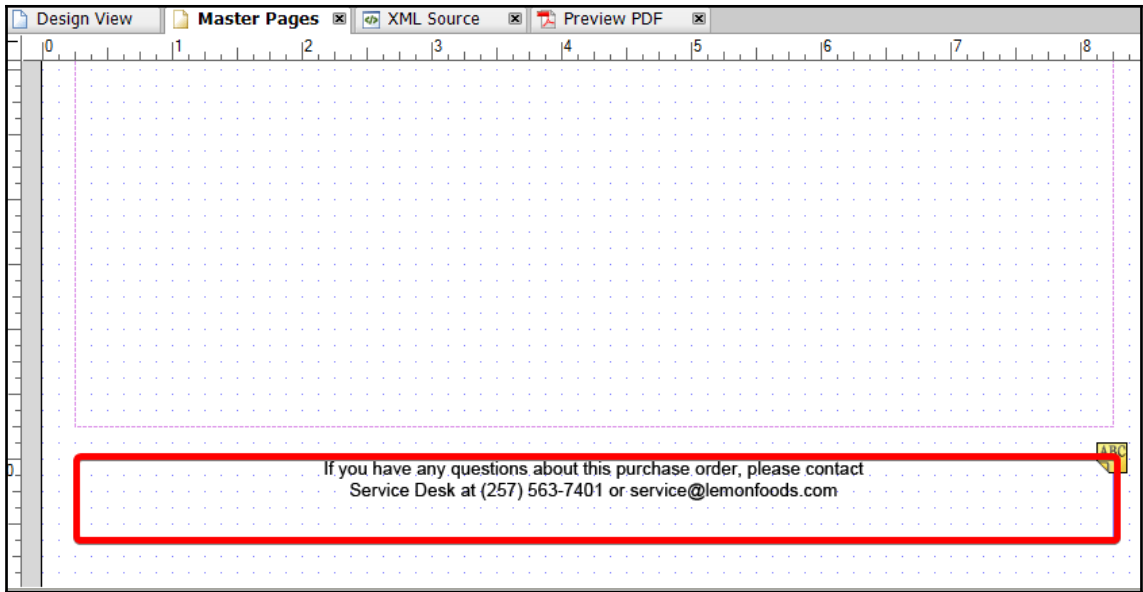 Design View Master Pages XML Source Preview PDF
0 1 2 3 4 5 6 7 8
ABC
If you have any questions about this purchase order, please contact
Service Desk at (257) 563-7401 or service@lemonfoods.com